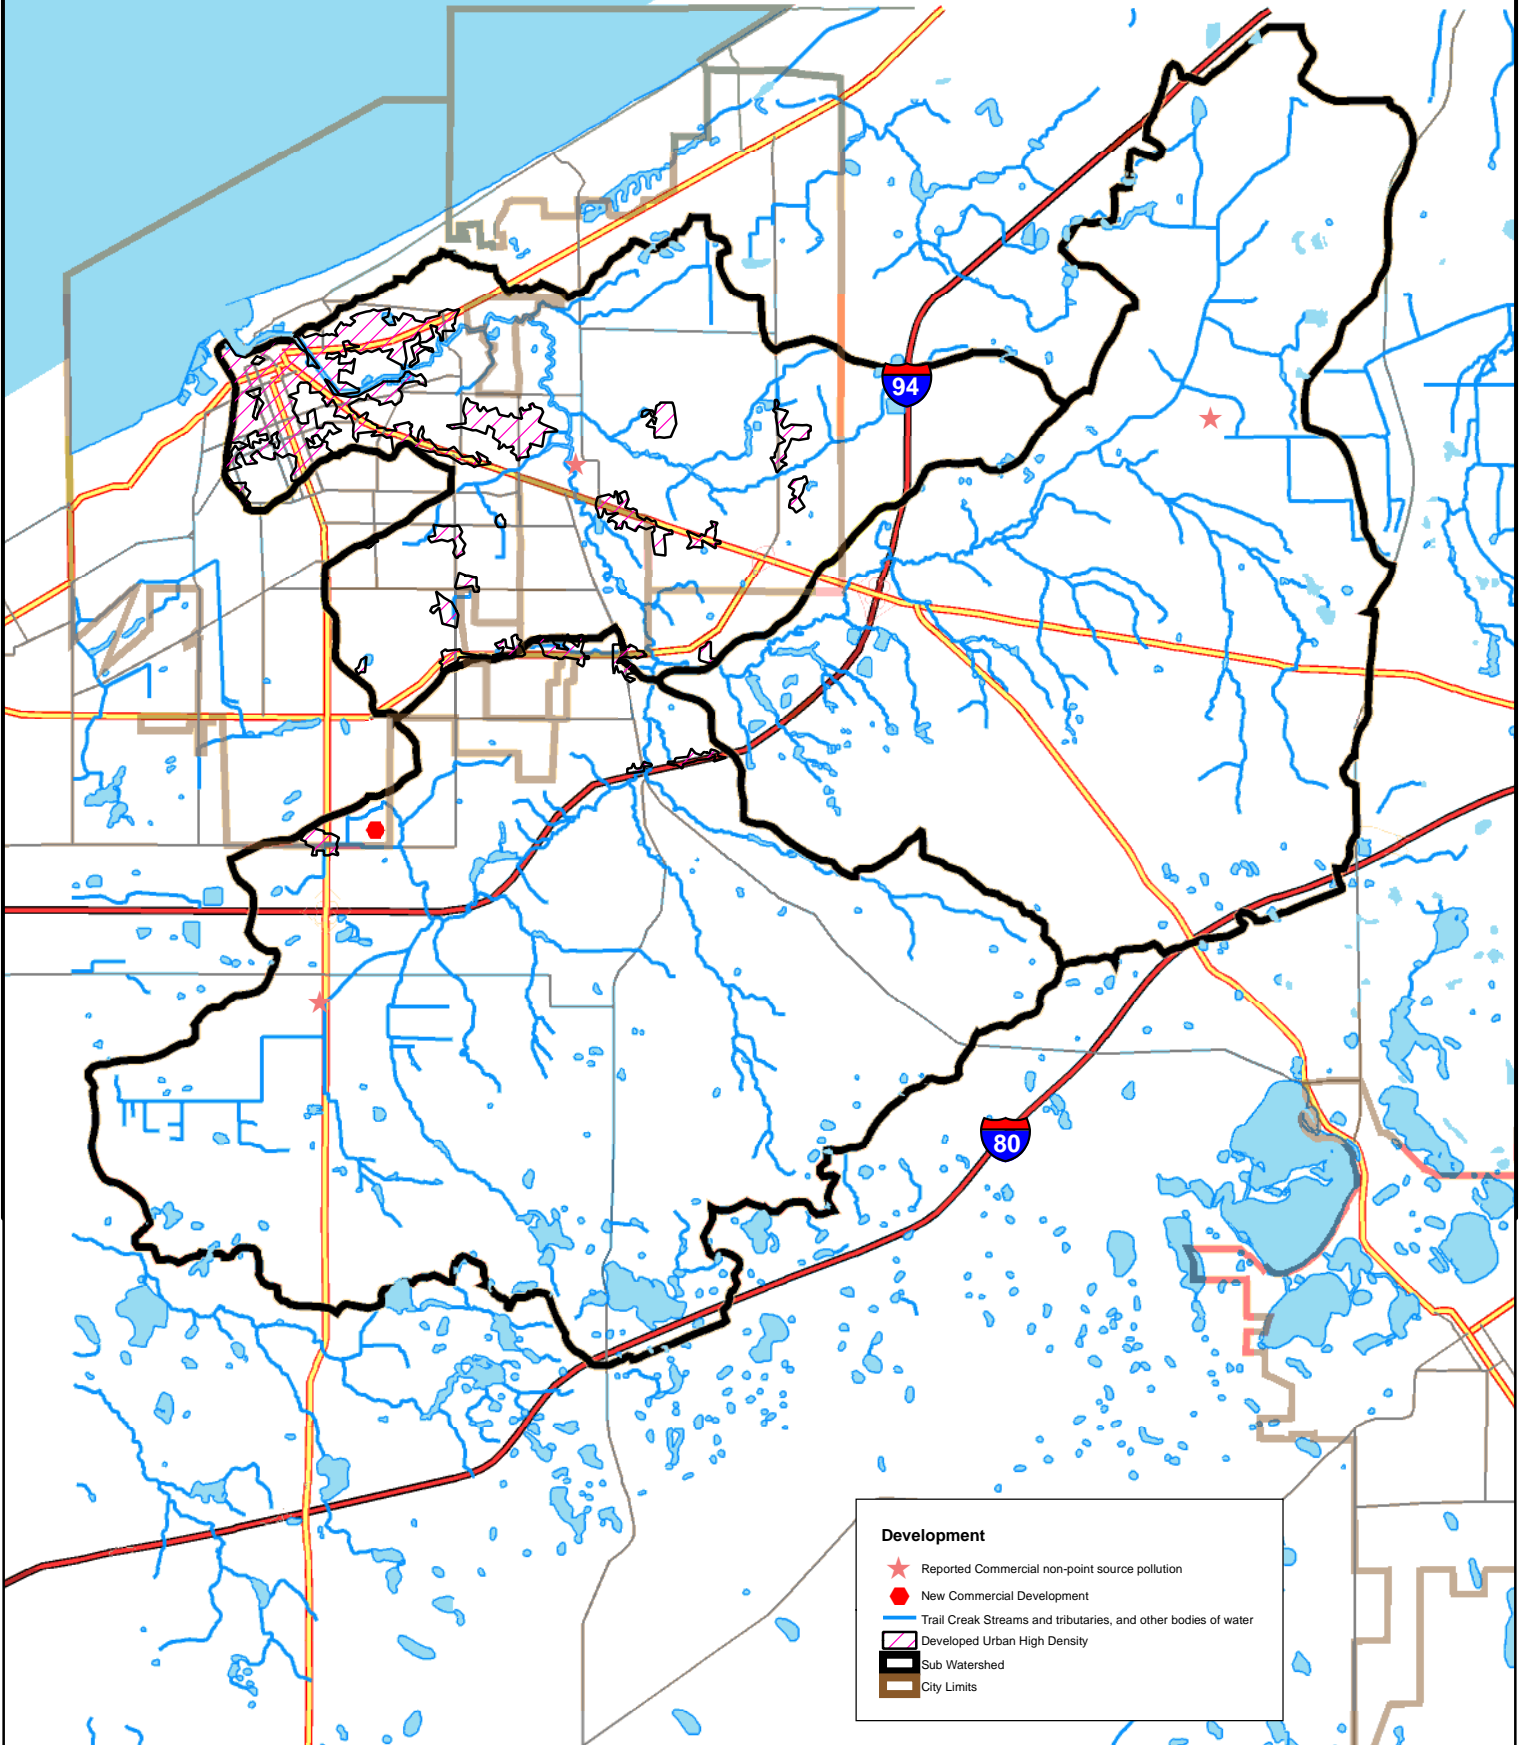 94
80
Development
Reported Commercial non-point source pollution
New Commercial Development
Trail Creak Streams and tributaries, and other bodies of water
Developed Urban High Density
Sub Watershed
City Limits